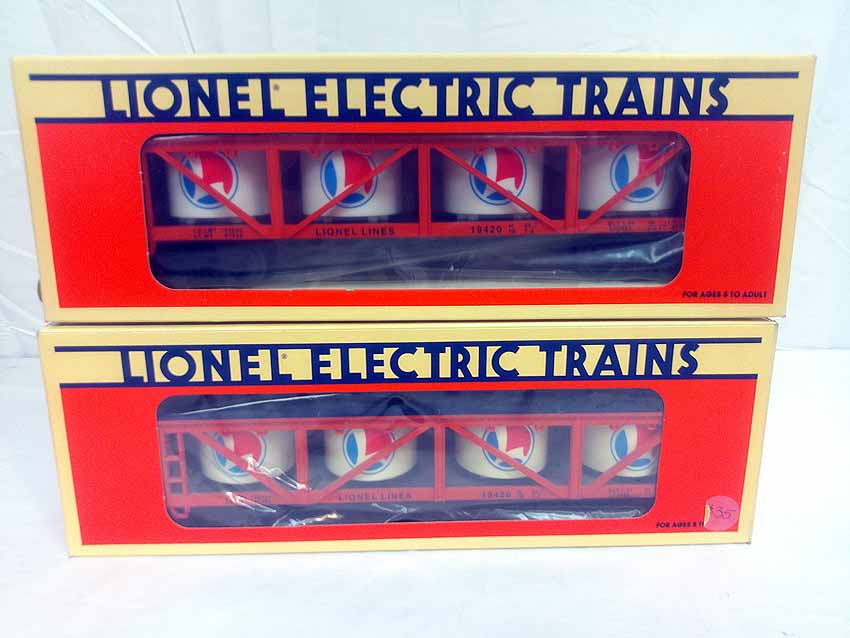 LIONEL® ELECTRIC TRAINS
LIONEL LINES 19420
FOR AGES 8 TO ADULT
LIONEL® ELECTRIC TRAINS
LIONEL LINES 19420
FOR AGES 8
$35